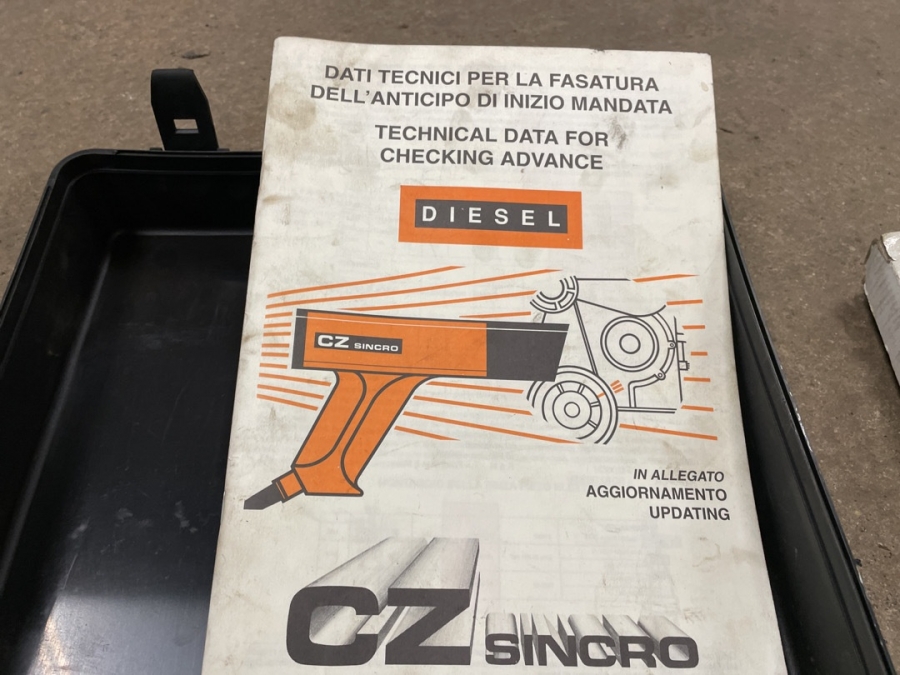 DATI TECNICI PER LA FASATURA
DELL'ANTICIPO DI INIZIO MANDATA
TECHNICAL DATA FOR
CHECKING ADVANCE
DIESEL
CZ SINCRO
IN ALLEGATO
AGGIORNAMENTO
UPDATING
CZ SINCRO